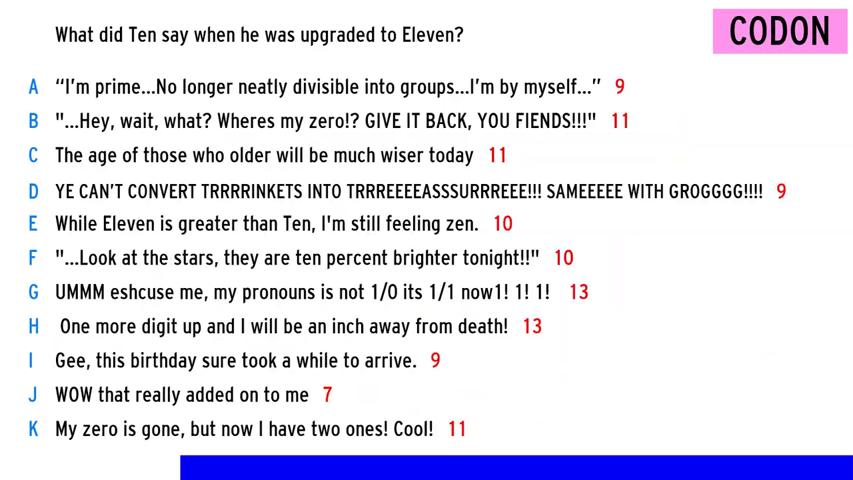 What did Ten say when he was upgraded to Eleven?
CODON
A “I'm prime...No longer neatly divisible into groups...I'm by myself...” 9
B "...Hey, wait, what? Wheres my zero!? GIVE IT BACK, YOU FIENDS!!!" 11
C The age of those who older will be much wiser today 11
D YE CAN'T CONVERT TRRRRINKETS INTO TRRREEEEASSSURRREEE!!! SAMEEEEE WITH GROGGGG!!!! 9
E While Eleven is greater than Ten, I'm still feeling zen. 10
F "...Look at the stars, they are ten percent brighter tonight!!" 10
G UMMM eshcuse me, my pronouns is not 1/0 its 1/1 now1! 1! 1! 13
H One more digit up and I will be an inch away from death! 13
I Gee, this birthday sure took a while to arrive. 9
J WOW that really added on to me 7
K My zero is gone, but now I have two ones! Cool! 11